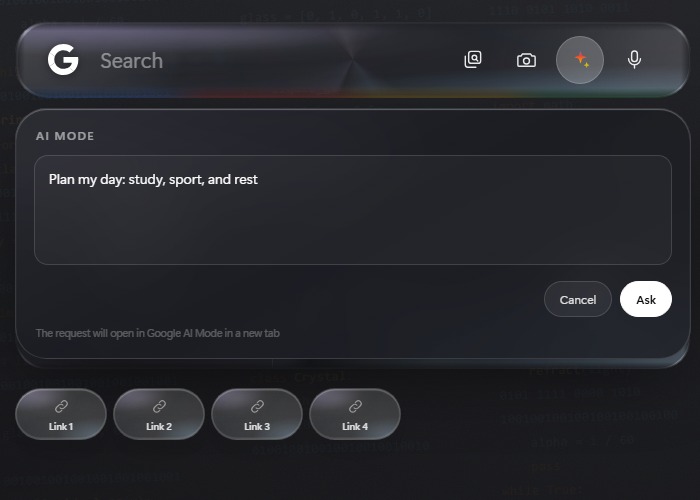 Search
AI MODE
Plan my day: study, sport, and rest
Cancel
Ask
The request will open in Google AI Mode in a new tab
Link 1
Link 2
Link 3
Link 4